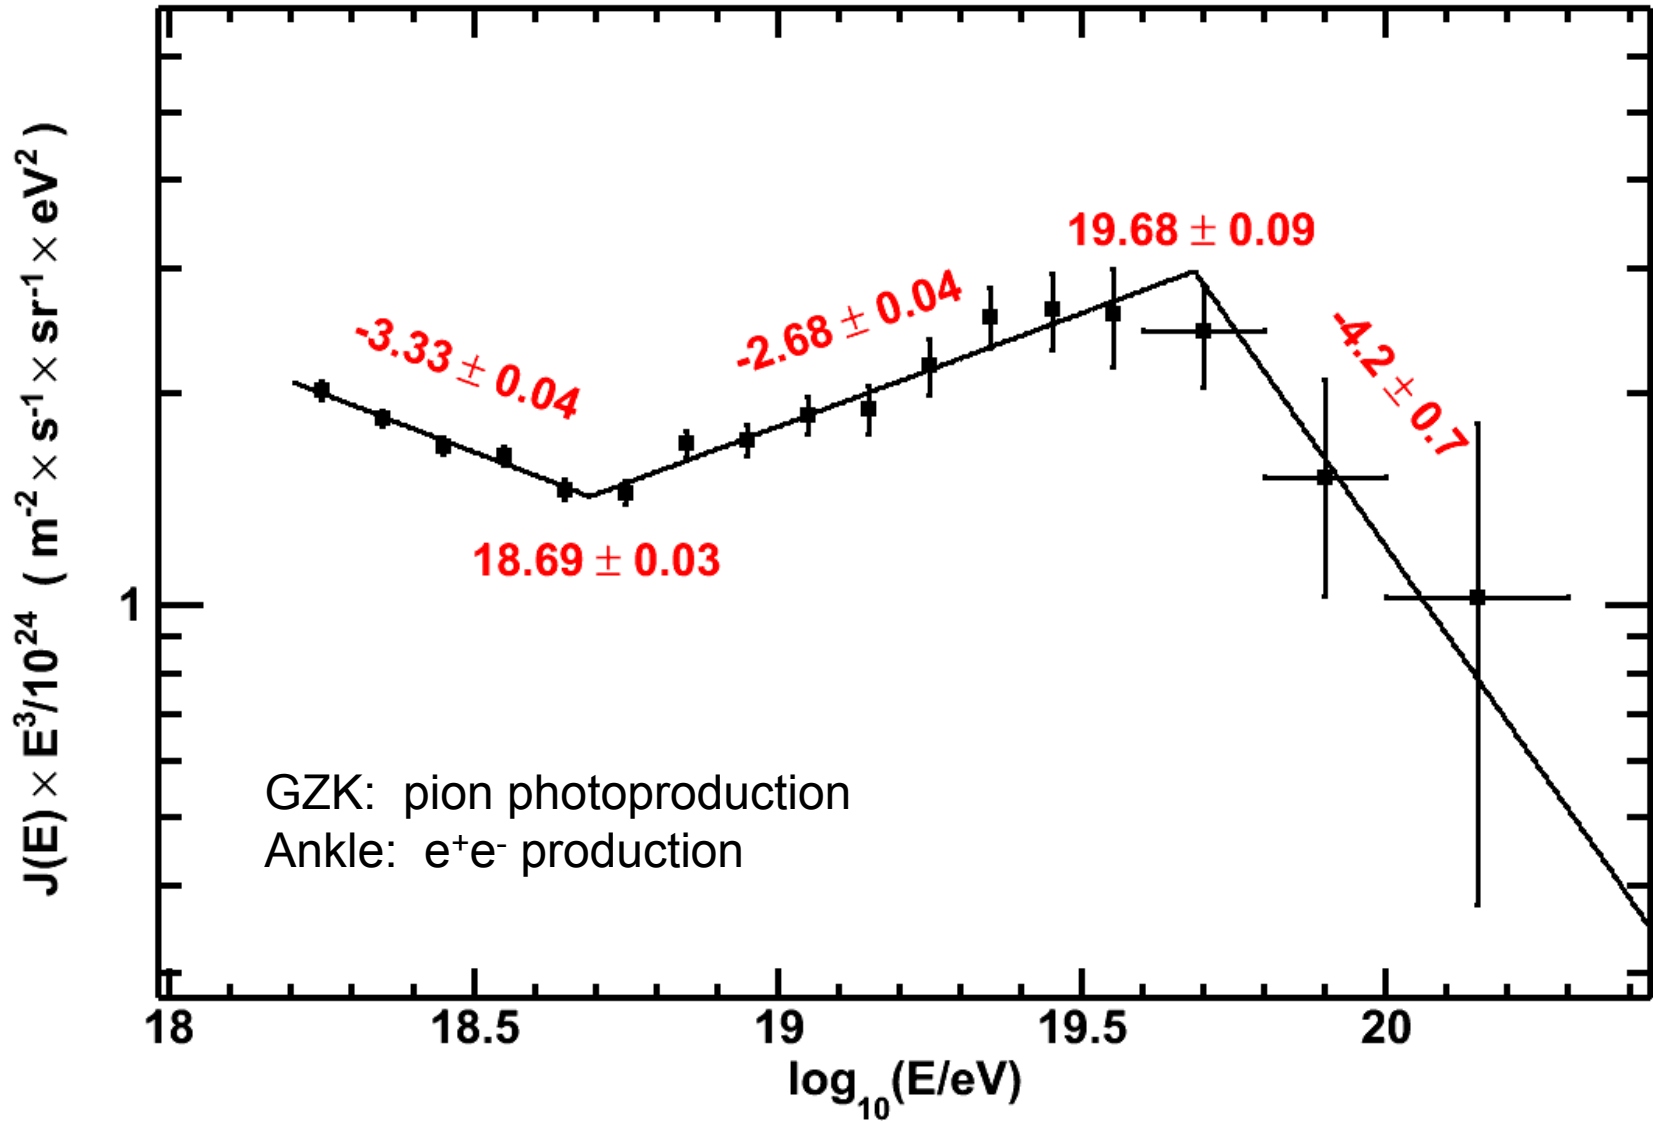 J(E) × E³/10²⁴ ( m⁻² × s⁻¹ × sr⁻¹ × eV² )
19.68 ± 0.09
-3.33 ± 0.04
-2.68 ± 0.04
-4.2 ± 0.7
18.69 ± 0.03
1
GZK: pion photoproduction
Ankle: e⁺e⁻ production
18 18.5 19 19.5 20
log₁₀(E/eV)